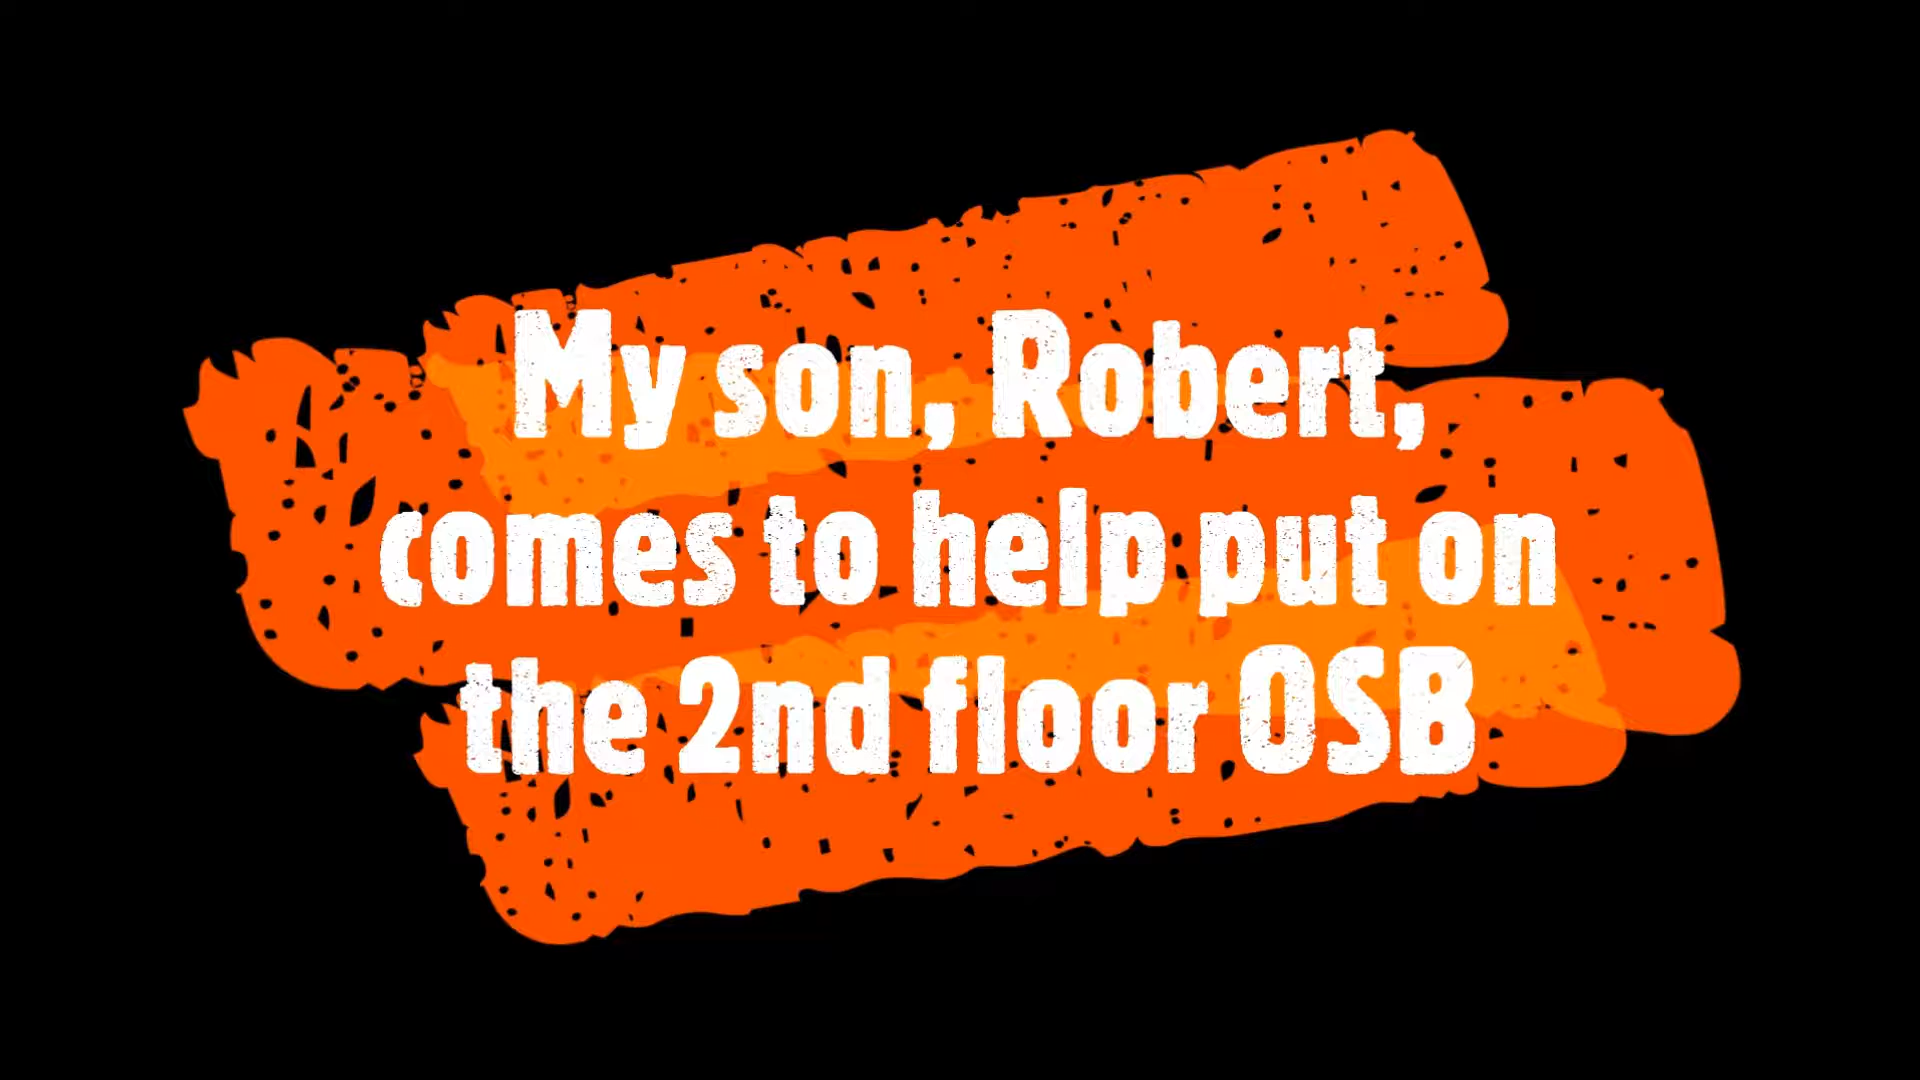 My son, Robert,
comes to help put on
the 2nd floor OSB